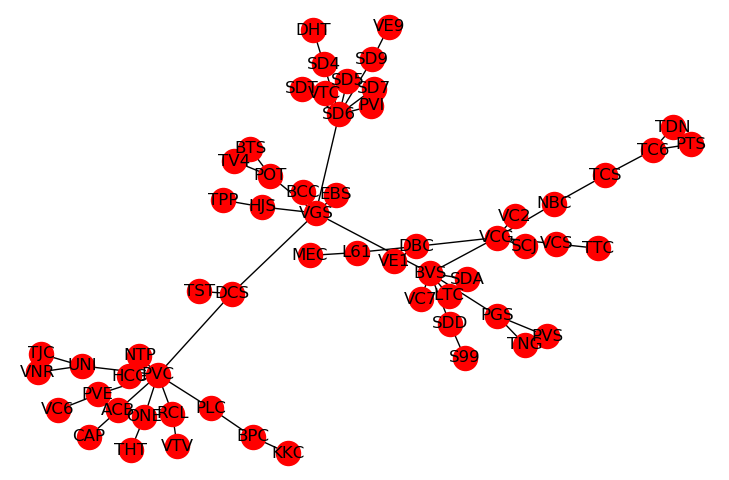 DHT
VE9
SD4
SD9
SD5
SDT
VTC
SD7
PVI
SD6
TDN
PTS
TC6
BTS
TV4
POT
TCS
BCC
EBS
TPP
HJS
VGS
NBC
VC2
VCG
SCI
VCS
TTC
DBC
L61
MEC
VE1
BVS
SDA
TST
DCS
VC7
LTC
SDD
PGS
PVS
TNG
S99
TJC
NTP
UNI
VNR
HCC
PVC
PVE
VC6
ACB
ONE
RCL
PLC
CAP
THT
VTV
BPC
KKC